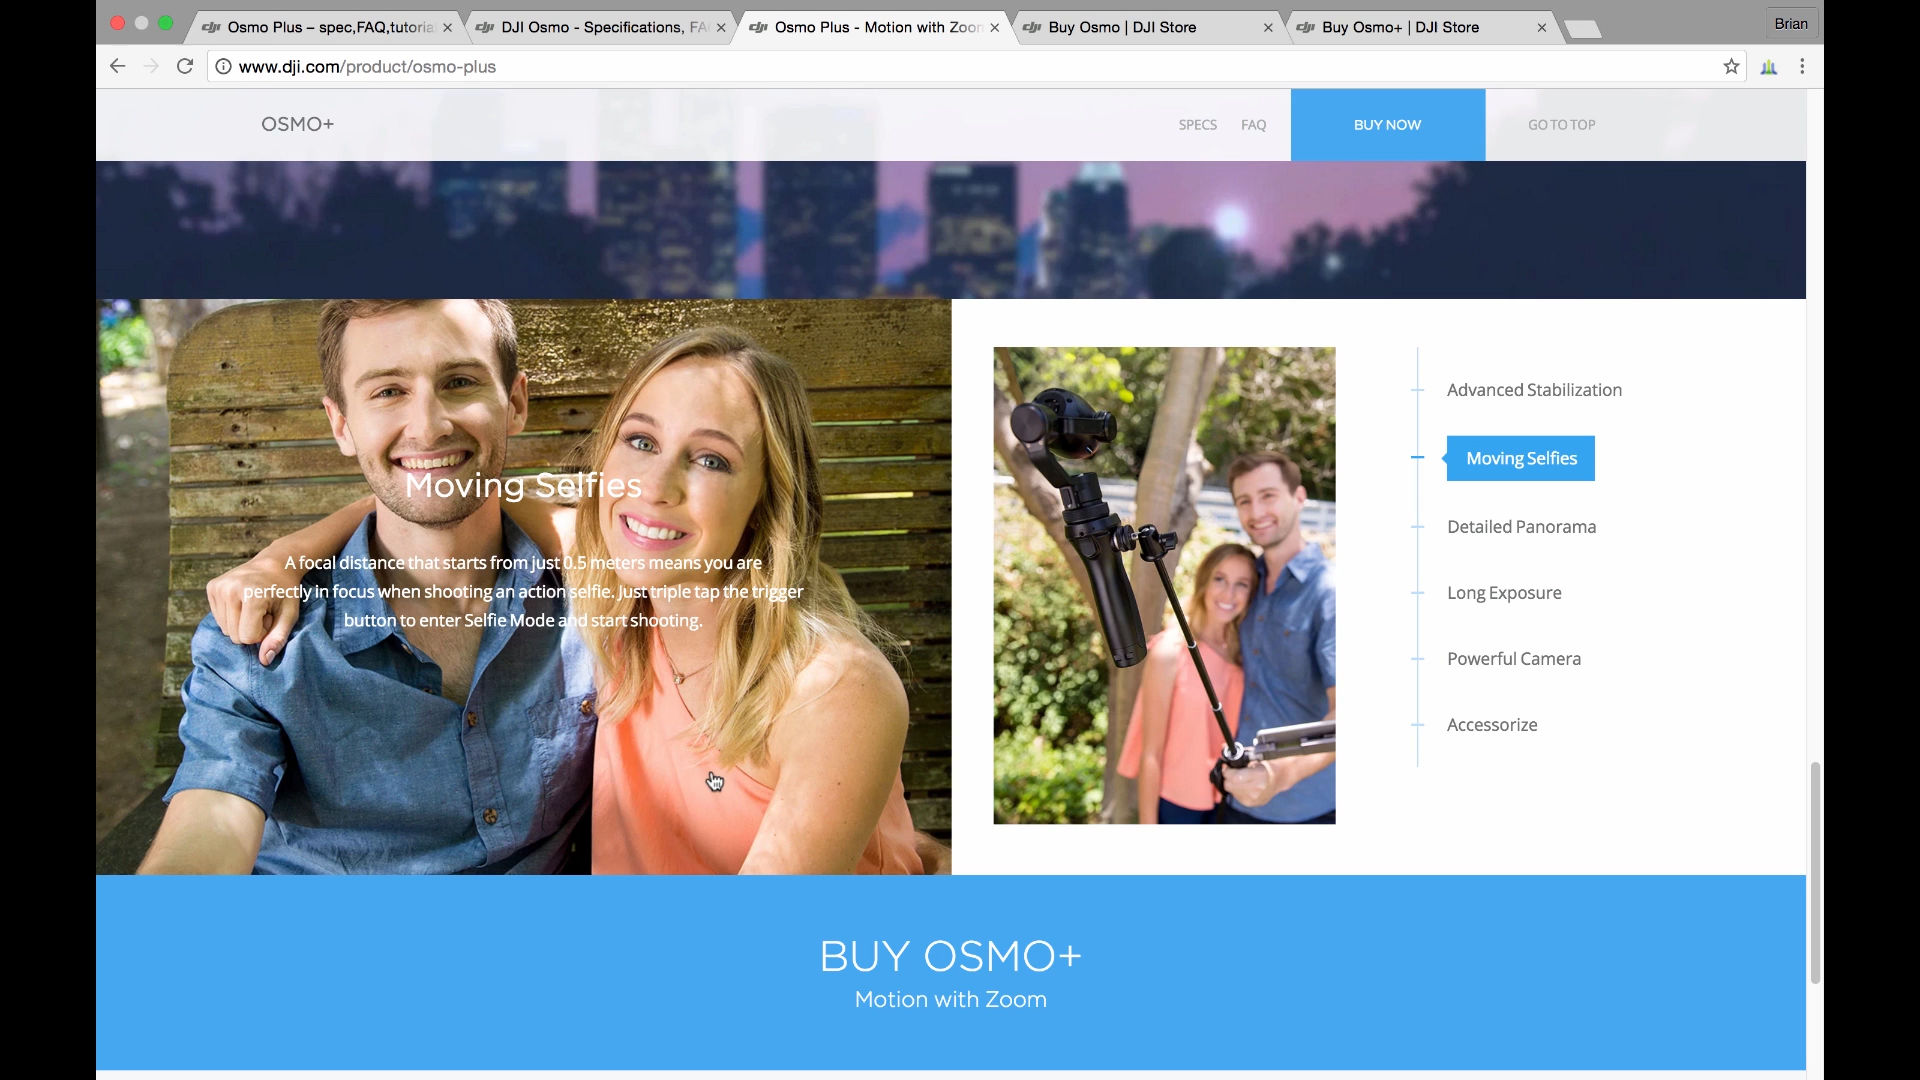 Osmo Plus – spec,FAQ,tutoria
DJI Osmo - Specifications, FA
Osmo Plus - Motion with Zoon
Buy Osmo | DJI Store
Buy Osmo+ | DJI Store
Brian
www.dji.com/product/osmo-plus
OSMO+
SPECS
FAQ
BUY NOW
GO TO TOP
Moving Selfies
A focal distance that starts from just 0.5 meters means you are
perfectly in focus when shooting an action selfie. Just triple tap the trigger
button to enter Selfie Mode and start shooting.
Advanced Stabilization
Moving Selfies
Detailed Panorama
Long Exposure
Powerful Camera
Accessorize
BUY OSMO+
Motion with Zoom